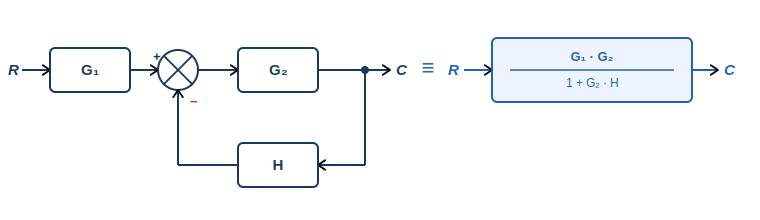 R
G₁
+
−
G₂
C
H
≡
R
G₁ · G₂
1 + G₂ · H
C